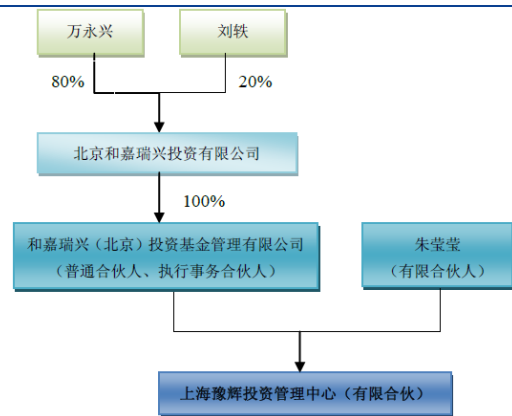 万永兴
刘轶
80%
20%
北京和嘉瑞兴投资有限公司
100%
和嘉瑞兴（北京）投资基金管理有限公司
（普通合伙人、执行事务合伙人）
朱莹莹
（有限合伙人）
上海豫辉投资管理中心（有限合伙）